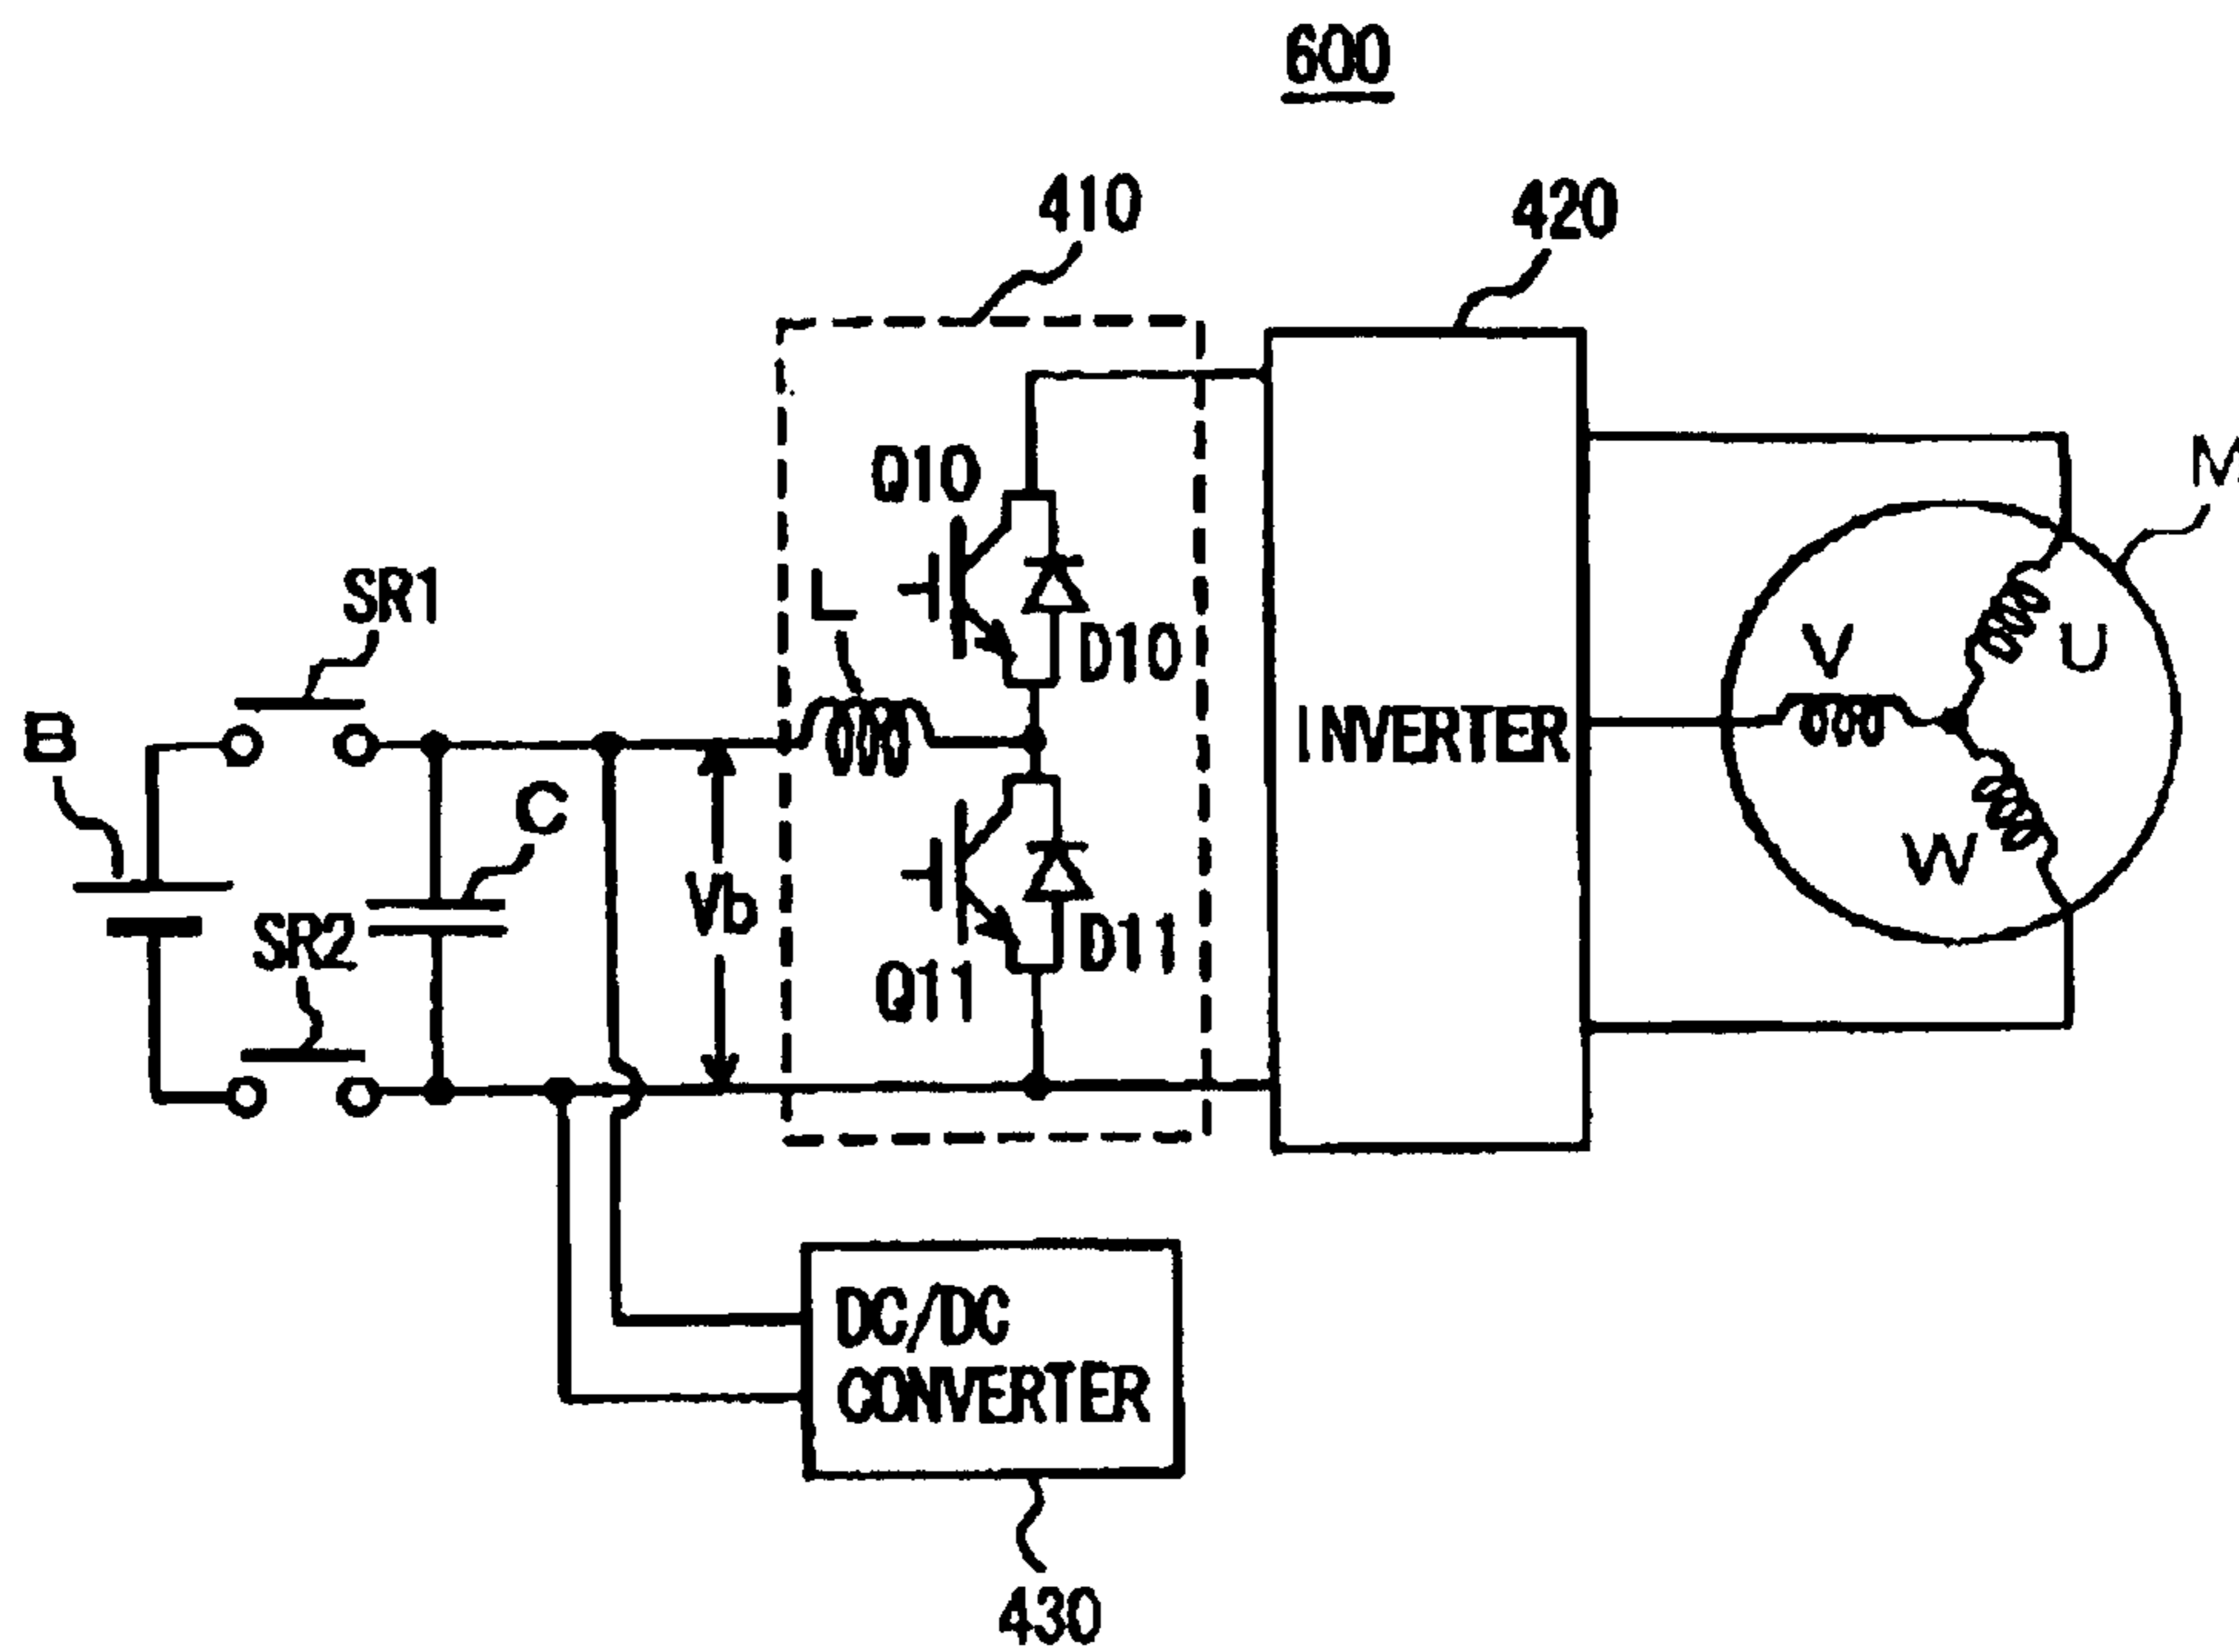 600
410
420
Q10
M
SR1
L
D10
V
U
B
INVERTER
C
W
Vb
SR2
D11
Q11
DC/DC
CONVERTER
430